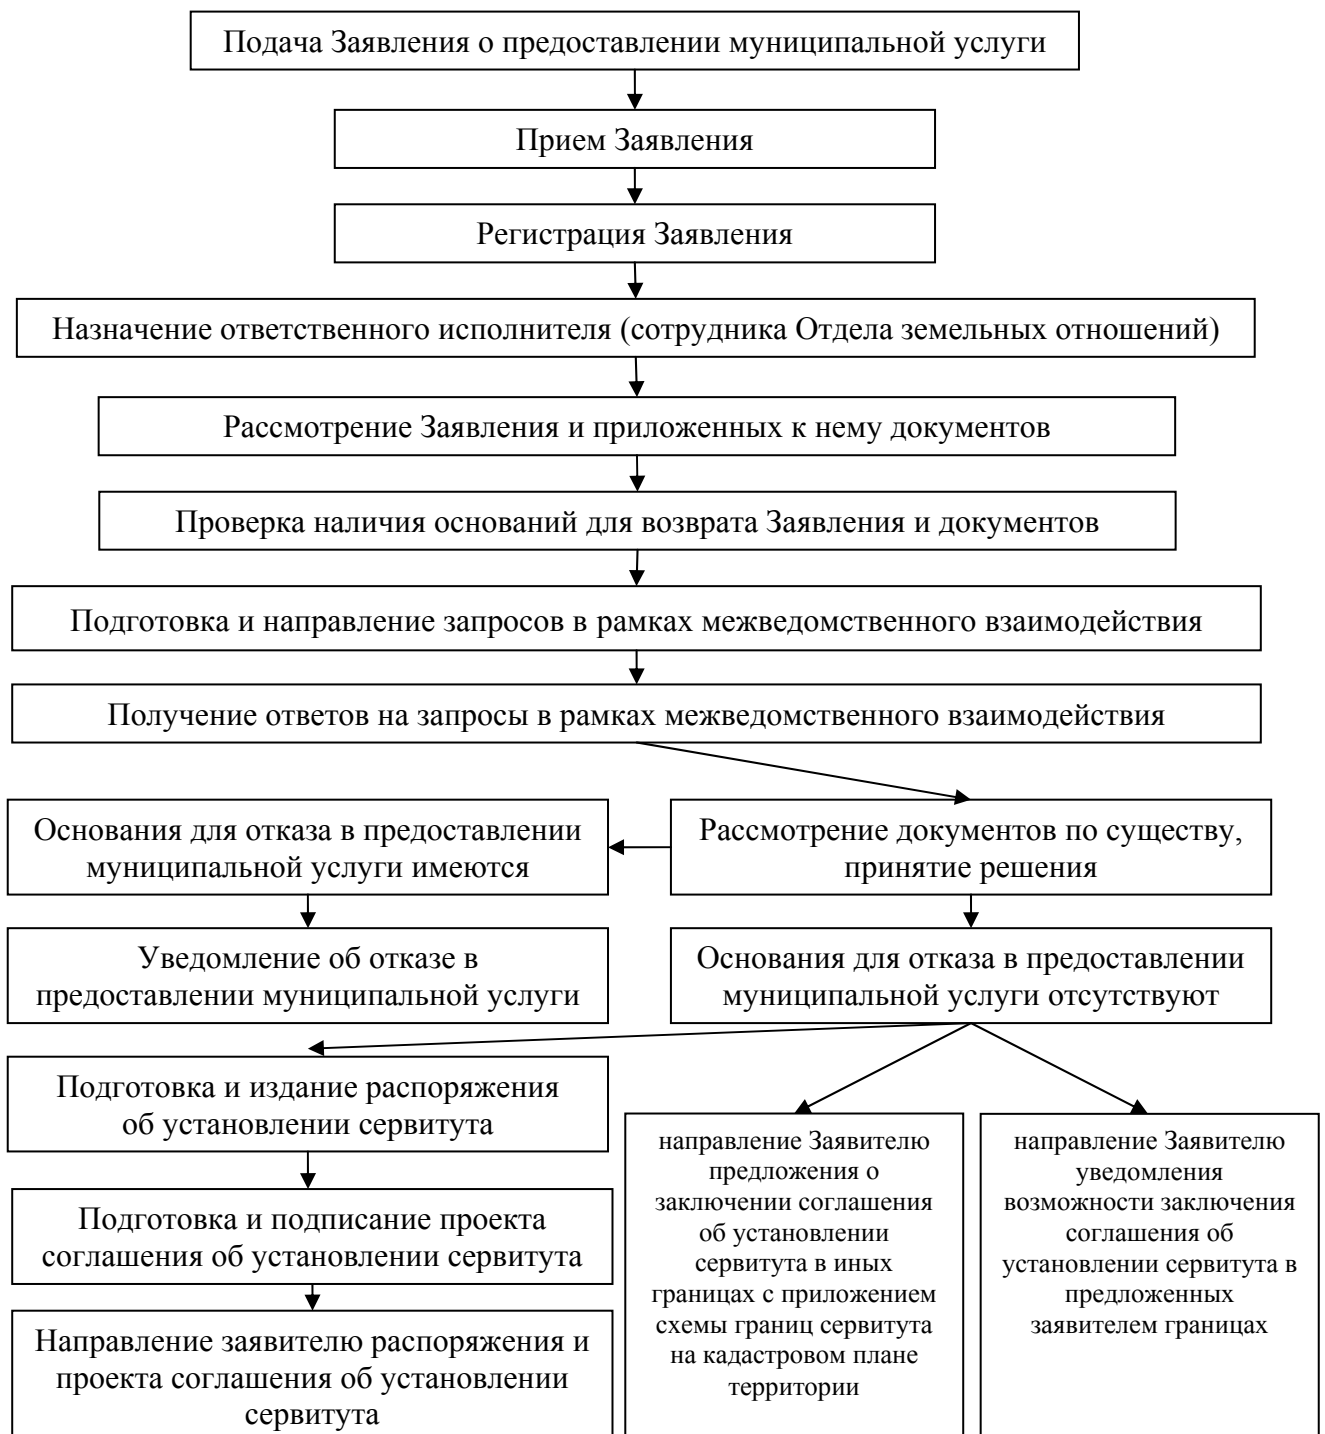 Подача Заявления о предоставлении муниципальной услуги
Прием Заявления
Регистрация Заявления
Назначение ответственного исполнителя (сотрудника Отдела земельных отношений)
Рассмотрение Заявления и приложенных к нему документов
Проверка наличия оснований для возврата Заявления и документов
Подготовка и направление запросов в рамках межведомственного взаимодействия
Получение ответов на запросы в рамках межведомственного взаимодействия
Основания для отказа в предоставлении
муниципальной услуги имеются
Рассмотрение документов по существу,
принятие решения
Уведомление об отказе в
предоставлении муниципальной услуги
Основания для отказа в предоставлении
муниципальной услуги отсутствуют
Подготовка и издание распоряжения
об установлении сервитута
Подготовка и подписание проекта
соглашения об установлении сервитута
Направление заявителю распоряжения и
проекта соглашения об установлении
сервитута
направление Заявителю
предложения о
заключении соглашения
об установлении
сервитута в иных
границах с приложением
схемы границ сервитута
на кадастровом плане
территории
направление Заявителю
уведомления
возможности заключения
соглашения об
установлении сервитута в
предложенных
заявителем границах